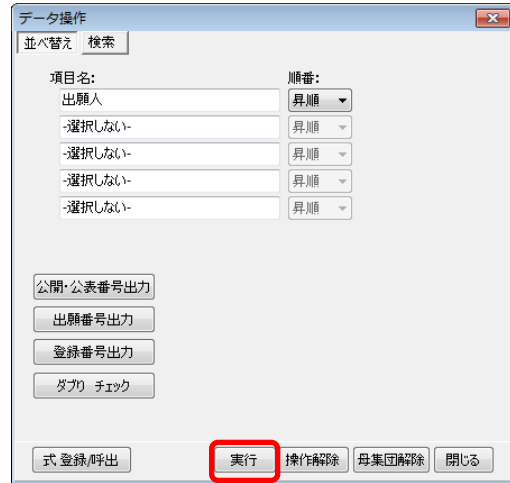 データ操作
並べ替え 検索
項目名: 順番:
出願人 昇順
-選択しない- 昇順
-選択しない- 昇順
-選択しない- 昇順
-選択しない- 昇順
公開・公表番号出力
出願番号出力
登録番号出力
ダブり チェック
式 登録/呼出 実行 操作解除 母集団解除 閉じる